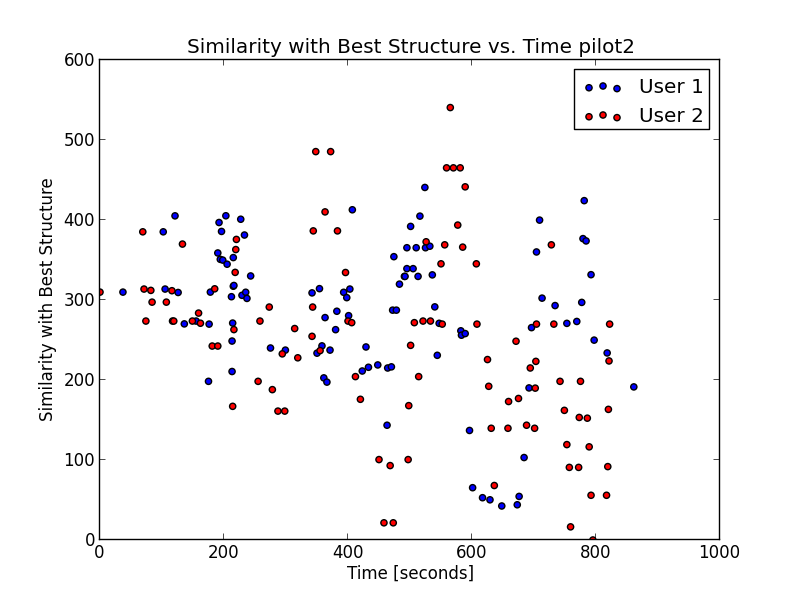 Similarity with Best Structure vs. Time pilot2
600
500
400
300
200
100
0
Similarity with Best Structure
User 1
User 2
0 200 400 600 800 1000
Time [seconds]